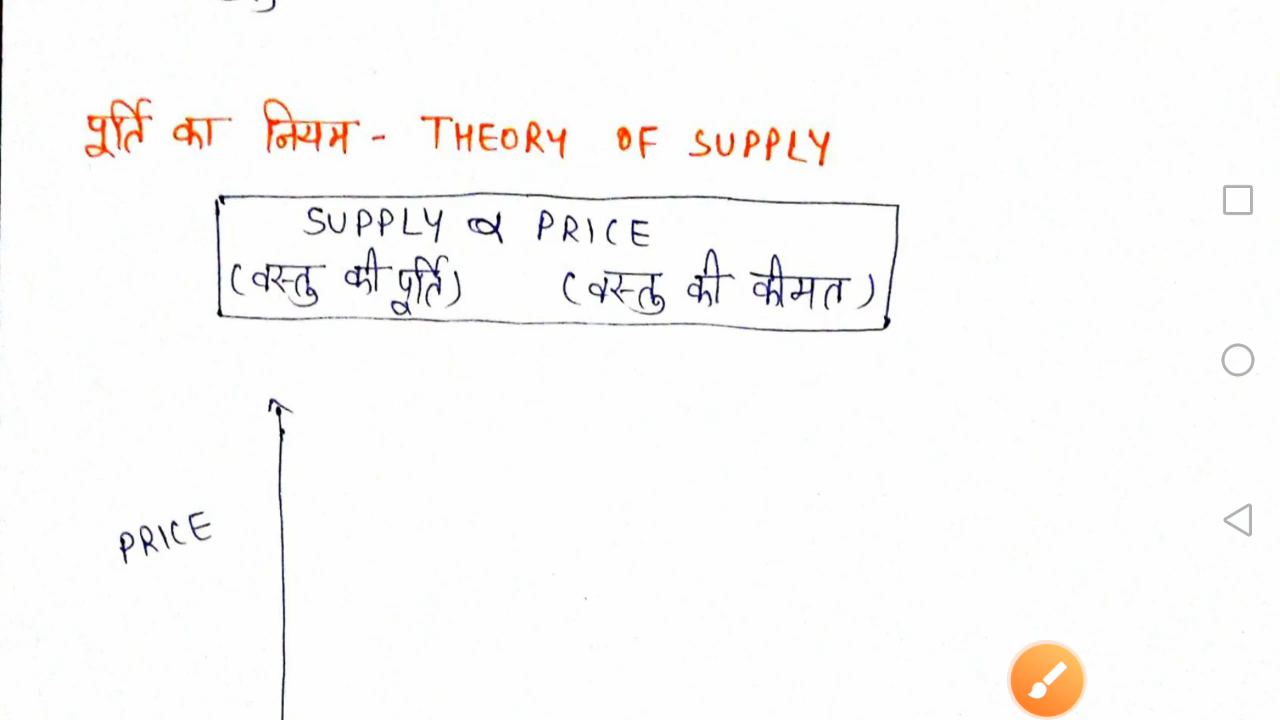 पूर्ति का नियम - THEORY OF SUPPLY
SUPPLY ∝ PRICE
(वस्तु की पूर्ति) (वस्तु की कीमत)
PRICE